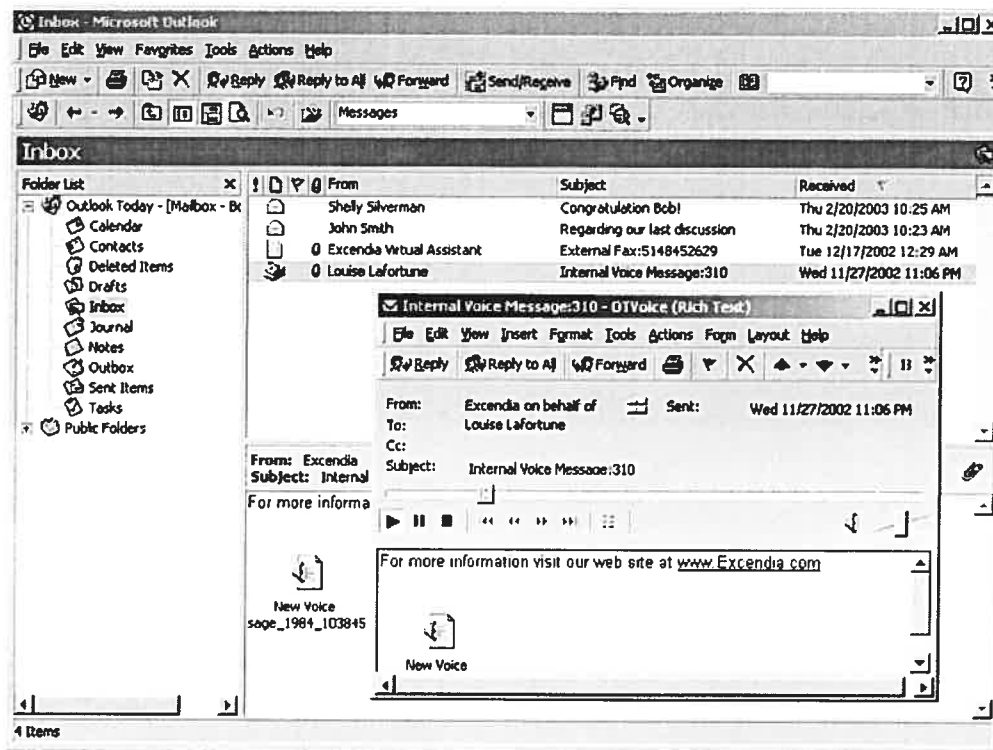 Inbox - Microsoft Outlook
File Edit View Favorites Tools Actions Help
New Reply Reply to All Forward Send/Receive Find Organize
Messages
Inbox
Folder List
Outlook Today - [Mailbox - Bo
Calendar
Contacts
Deleted Items
Drafts
Inbox
Journal
Notes
Outbox
Sent Items
Tasks
Public Folders
From Subject Received
Shelly Silverman Congratulation Bob! Thu 2/20/2003 10:25 AM
John Smith Regarding our last discussion Thu 2/20/2003 10:23 AM
Excendia Virtual Assistant External Fax:5148452629 Tue 12/17/2002 12:29 AM
Louise Lafortune Internal Voice Message:310 Wed 11/27/2002 11:06 PM
From: Excendia
Subject: Internal
For more informa
New Voice
sage_1984_103845
Internal Voice Message:310 - OTVoice (Rich Text)
File Edit View Insert Format Tools Actions Form Layout Help
Reply Reply to All Forward B
From: Excendia on behalf of Sent: Wed 11/27/2002 11:06 PM
To: Louise Lafortune
Cc:
Subject: Internal Voice Message:310
For more information visit our web site at www.Excendia.com
New Voice
4 Items